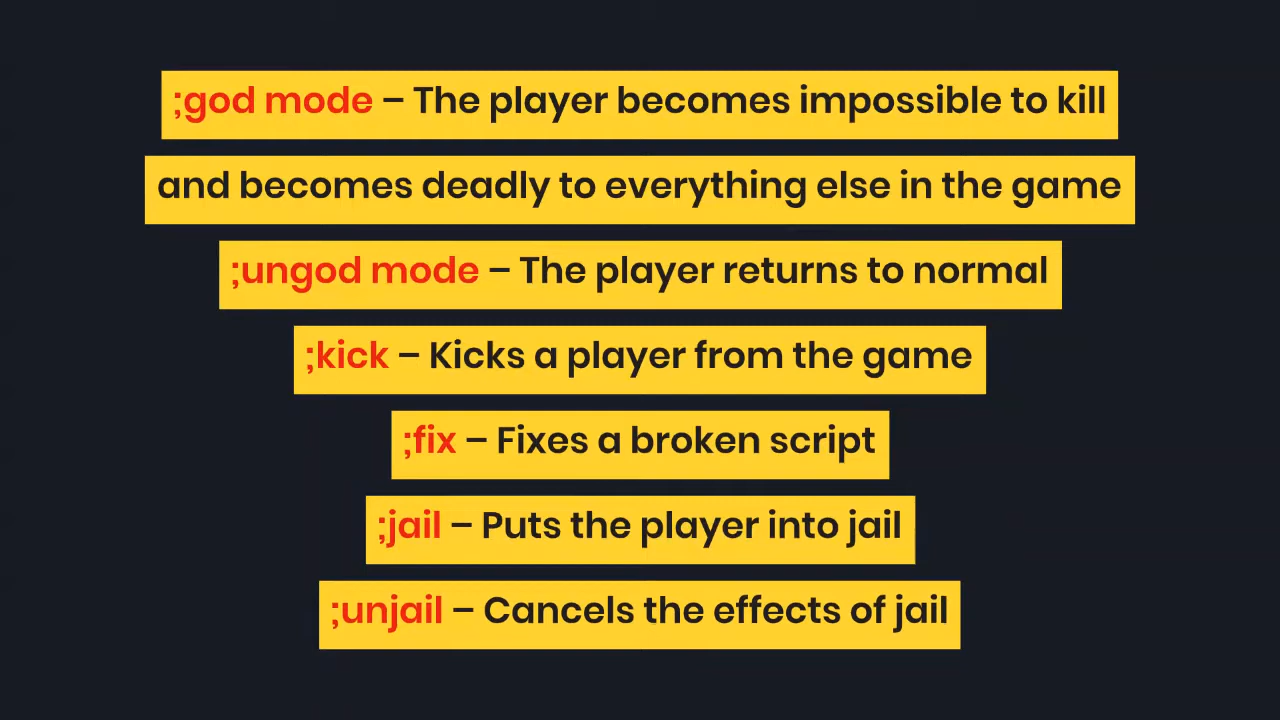 ;god mode – The player becomes impossible to kill
and becomes deadly to everything else in the game
;ungod mode – The player returns to normal
;kick – Kicks a player from the game
;fix – Fixes a broken script
;jail – Puts the player into jail
;unjail – Cancels the effects of jail